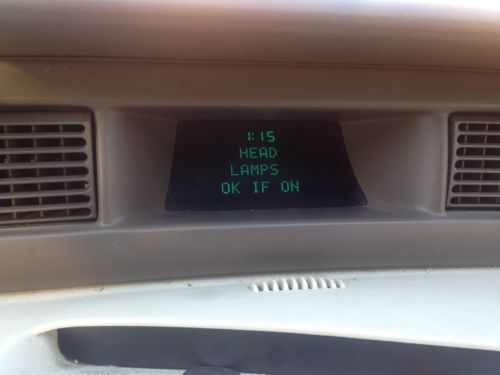 1:15
HEAD
LAMPS
OK IF ON